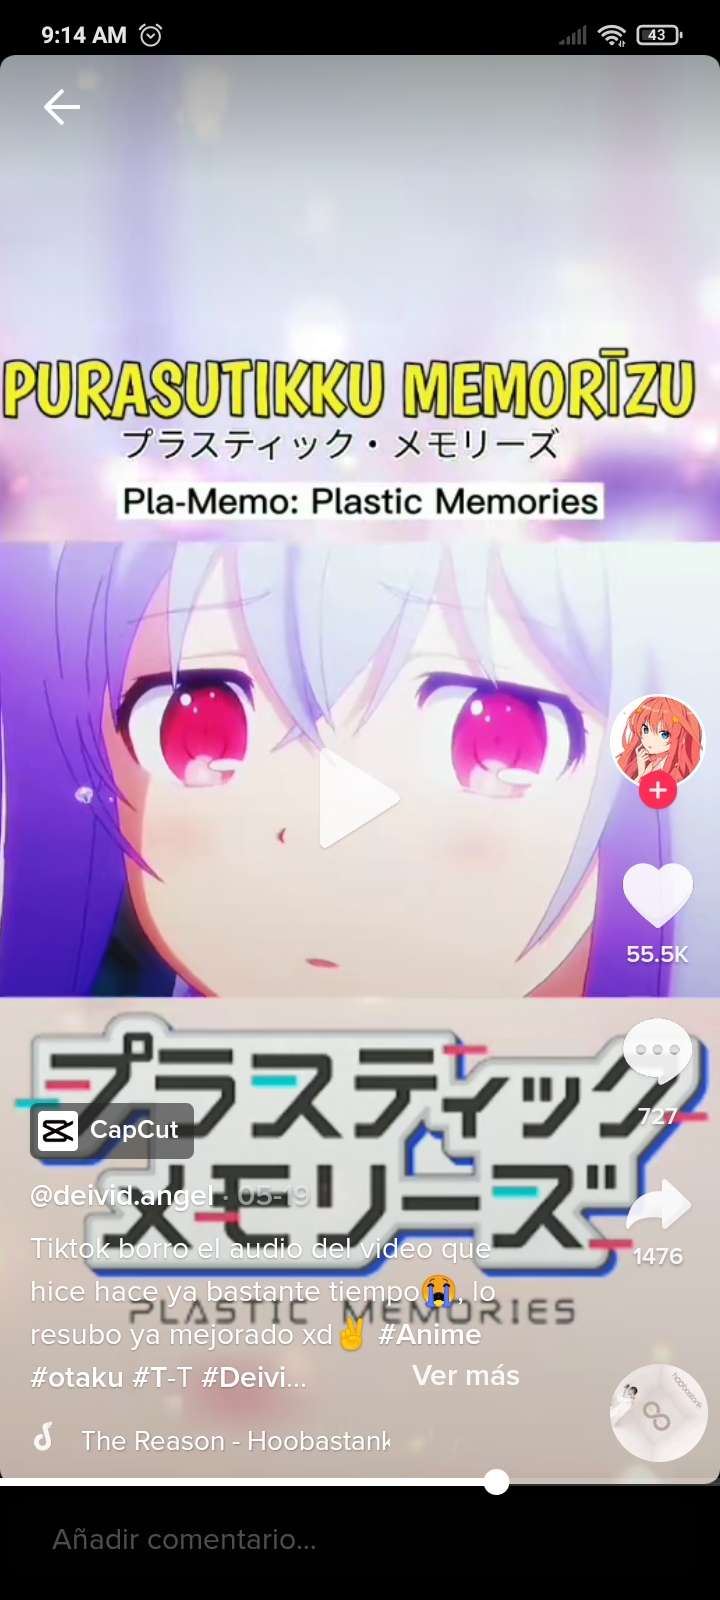 9:14 AM
43
PURASUTIKKU MEMORĪZU
プラスティック・メモリーズ
Pla-Memo: Plastic Memories
55.5K
プラスティック
727
CapCut
メモリーズ
@deivid.angel · 05-19
1476
Tiktok borro el audio del video que
hice hace ya bastante tiempo😭, lo
PLASTIC MEMORIES
resubo ya mejorado xd✌️ #Anime
#otaku #T-T #Deivi... Ver más
The Reason - Hoobastank
Hoobastank
Añadir comentario...